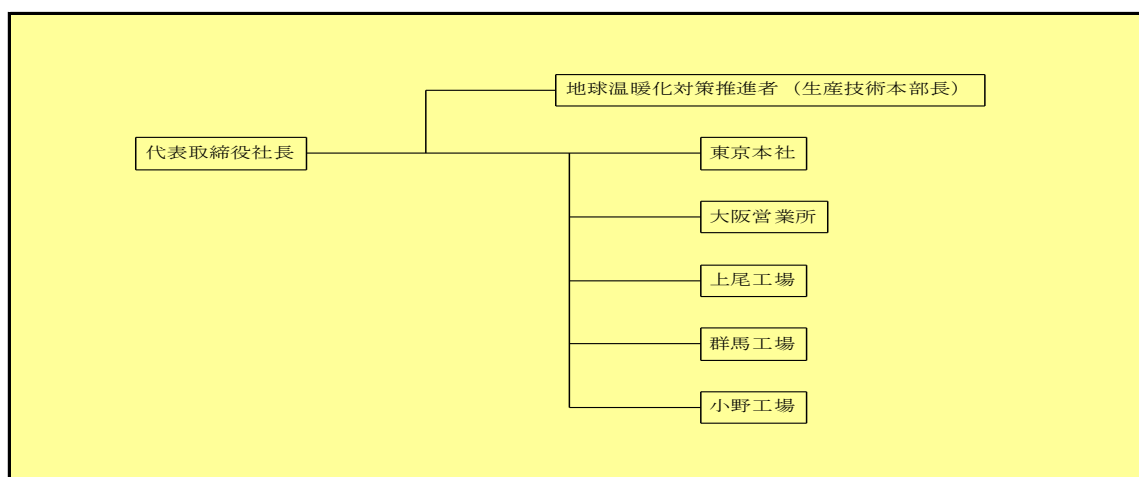 地球温暖化対策推進者（生産技術本部長）
代表取締役社長
東京本社
大阪営業所
上尾工場
群馬工場
小野工場